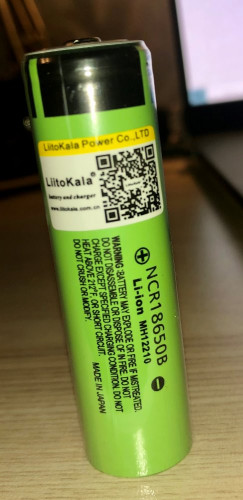 LiitoKala Power Co.,LTD
LiitoKala®
battery and charger
www.liitokala.com.cn
NCR18650B
Li-ion MH12210
WARNING :BATTERY MAY EXPLODE OR FIRE IF MISTREATED.
DO NOT DISASSEMBLE OR DISPOSE OF IN FIRE. DO NOT
CHARGE EXCEPT SPECIFIED CHARGING CONDITION. DO NOT
HEAT ABOVE 212°F. OR SHORT CIRCUIT.
DO NOT CRUSH OR MODIFY.
MADE IN JAPAN